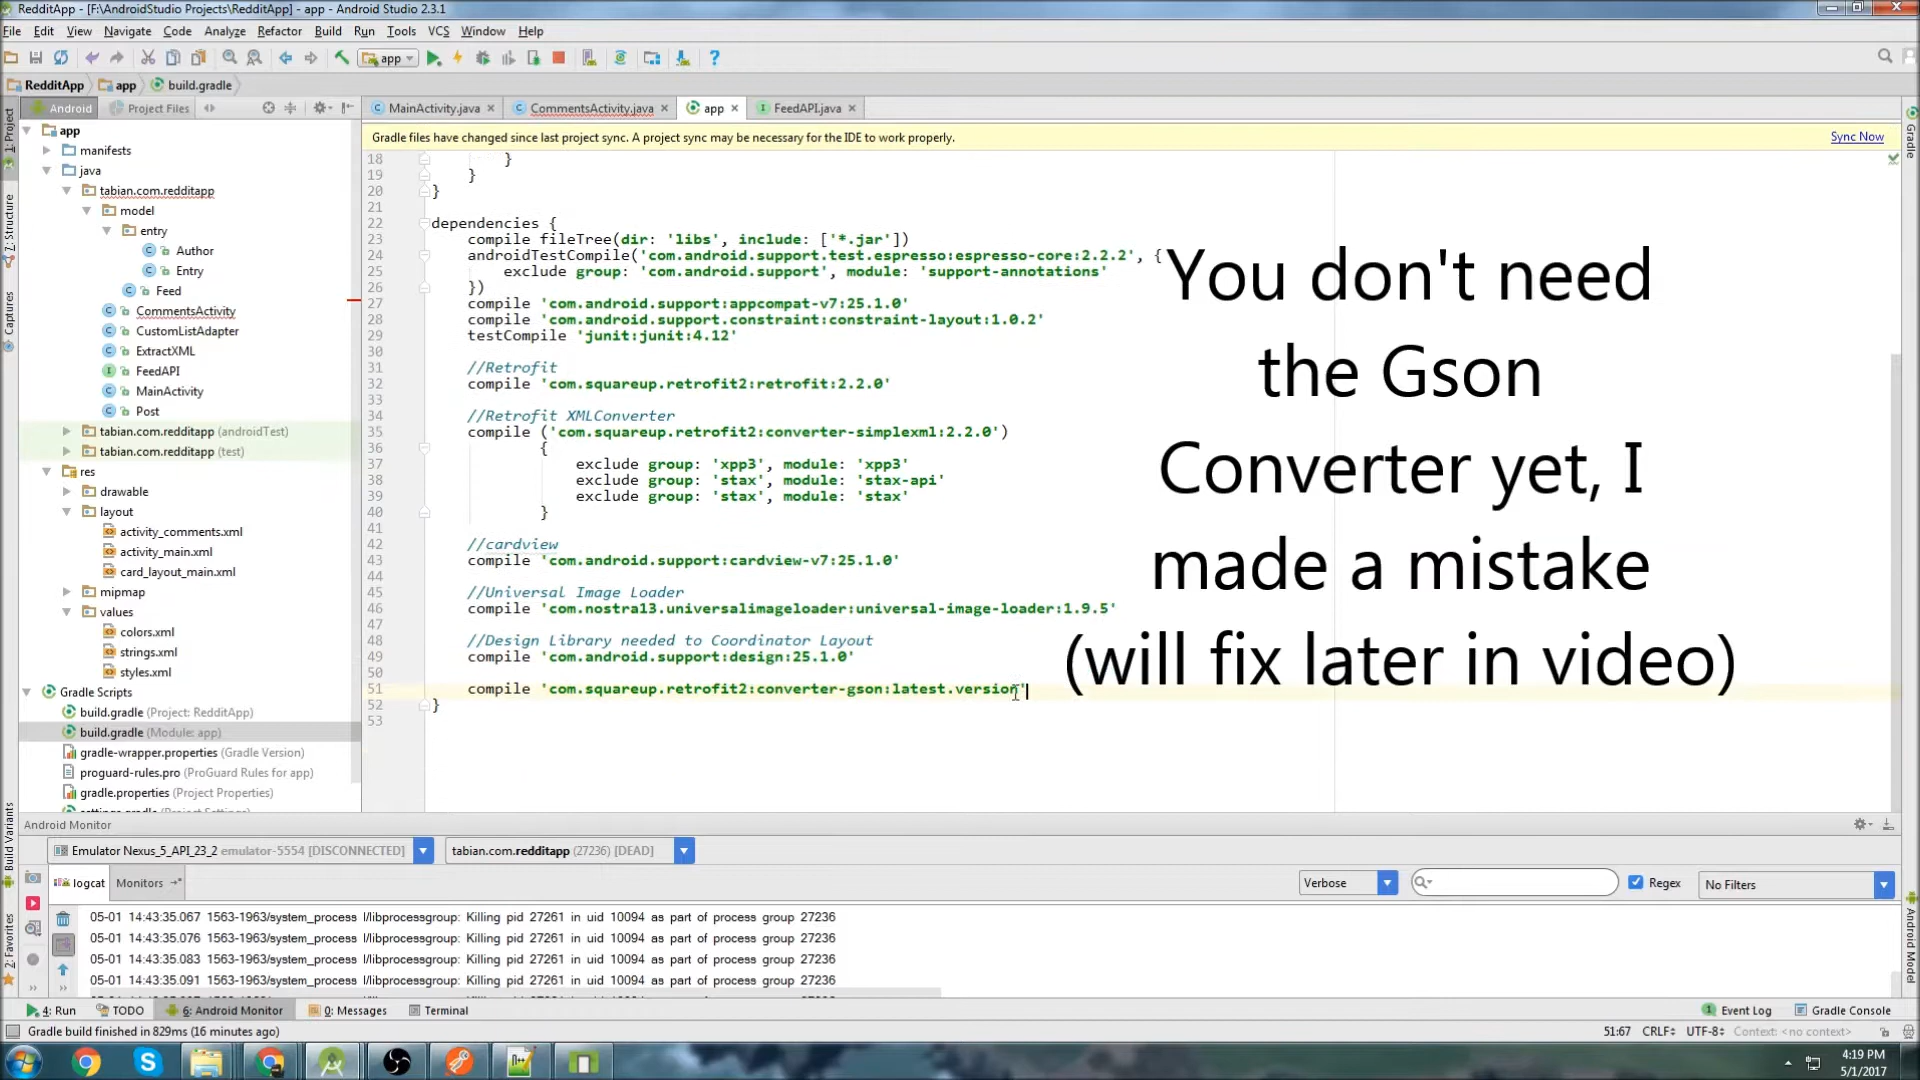 RedditApp - [F:\AndroidStudio Projects\RedditApp] - app - Android Studio 2.3.1
File Edit View Navigate Code Analyze Refactor Build Run Tools VCS Window Help
app
RedditApp app build.gradle
Android Project Files
MainActivity.java CommentsActivity.java app FeedAPI.java
Gradle files have changed since last project sync. A project sync may be necessary for the IDE to work properly. Sync Now
1: Project
7: Structure
Captures
Build Variants
2: Favorites
app
manifests
java
tabian.com.redditapp
model
entry
Author
Entry
Feed
CommentsActivity
CustomListAdapter
ExtractXML
FeedAPI
MainActivity
Post
tabian.com.redditapp (androidTest)
tabian.com.redditapp (test)
res
drawable
layout
activity_comments.xml
activity_main.xml
card_layout_main.xml
mipmap
values
colors.xml
strings.xml
styles.xml
Gradle Scripts
build.gradle (Project: RedditApp)
build.gradle (Module: app)
gradle-wrapper.properties (Gradle Version)
proguard-rules.pro (ProGuard Rules for app)
gradle.properties (Project Properties)
settings.gradle (Project Settings)
18 }
19 }
20 }
21
22 dependencies {
23 compile fileTree(dir: 'libs', include: ['*.jar'])
24 androidTestCompile('com.android.support.test.espresso:espresso-core:2.2.2', {
25 exclude group: 'com.android.support', module: 'support-annotations'
26 })
27 compile 'com.android.support:appcompat-v7:25.1.0'
28 compile 'com.android.support.constraint:constraint-layout:1.0.2'
29 testCompile 'junit:junit:4.12'
30
31 //Retrofit
32 compile 'com.squareup.retrofit2:retrofit:2.2.0'
33
34 //Retrofit XMLConverter
35 compile ('com.squareup.retrofit2:converter-simplexml:2.2.0')
36 {
37 exclude group: 'xpp3', module: 'xpp3'
38 exclude group: 'stax', module: 'stax-api'
39 exclude group: 'stax', module: 'stax'
40 }
41
42 //cardview
43 compile 'com.android.support:cardview-v7:25.1.0'
44
45 //Universal Image Loader
46 compile 'com.nostra13.universalimageloader:universal-image-loader:1.9.5'
47
48 //Design Library needed to Coordinator Layout
49 compile 'com.android.support:design:25.1.0'
50
51 compile 'com.squareup.retrofit2:converter-gson:latest.version'
52 }
53
You don't need
the Gson
Converter yet, I
made a mistake
(will fix later in video)
Gradle
Android Model
Android Monitor
Emulator Nexus_5_API_23_2 emulator-5554 [DISCONNECTED] tabian.com.redditapp (27236) [DEAD]
logcat Monitors Verbose Regex No Filters
05-01 14:43:35.067 1563-1963/system_process I/libprocessgroup: Killing pid 27261 in uid 10094 as part of process group 27236
05-01 14:43:35.076 1563-1963/system_process I/libprocessgroup: Killing pid 27261 in uid 10094 as part of process group 27236
05-01 14:43:35.083 1563-1963/system_process I/libprocessgroup: Killing pid 27261 in uid 10094 as part of process group 27236
05-01 14:43:35.091 1563-1963/system_process I/libprocessgroup: Killing pid 27261 in uid 10094 as part of process group 27236
4: Run TODO 6: Android Monitor 0: Messages Terminal Event Log Gradle Console
Gradle build finished in 829ms (16 minutes ago) 51:67 CRLF UTF-8 Context: <no context>
4:19 PM
5/1/2017